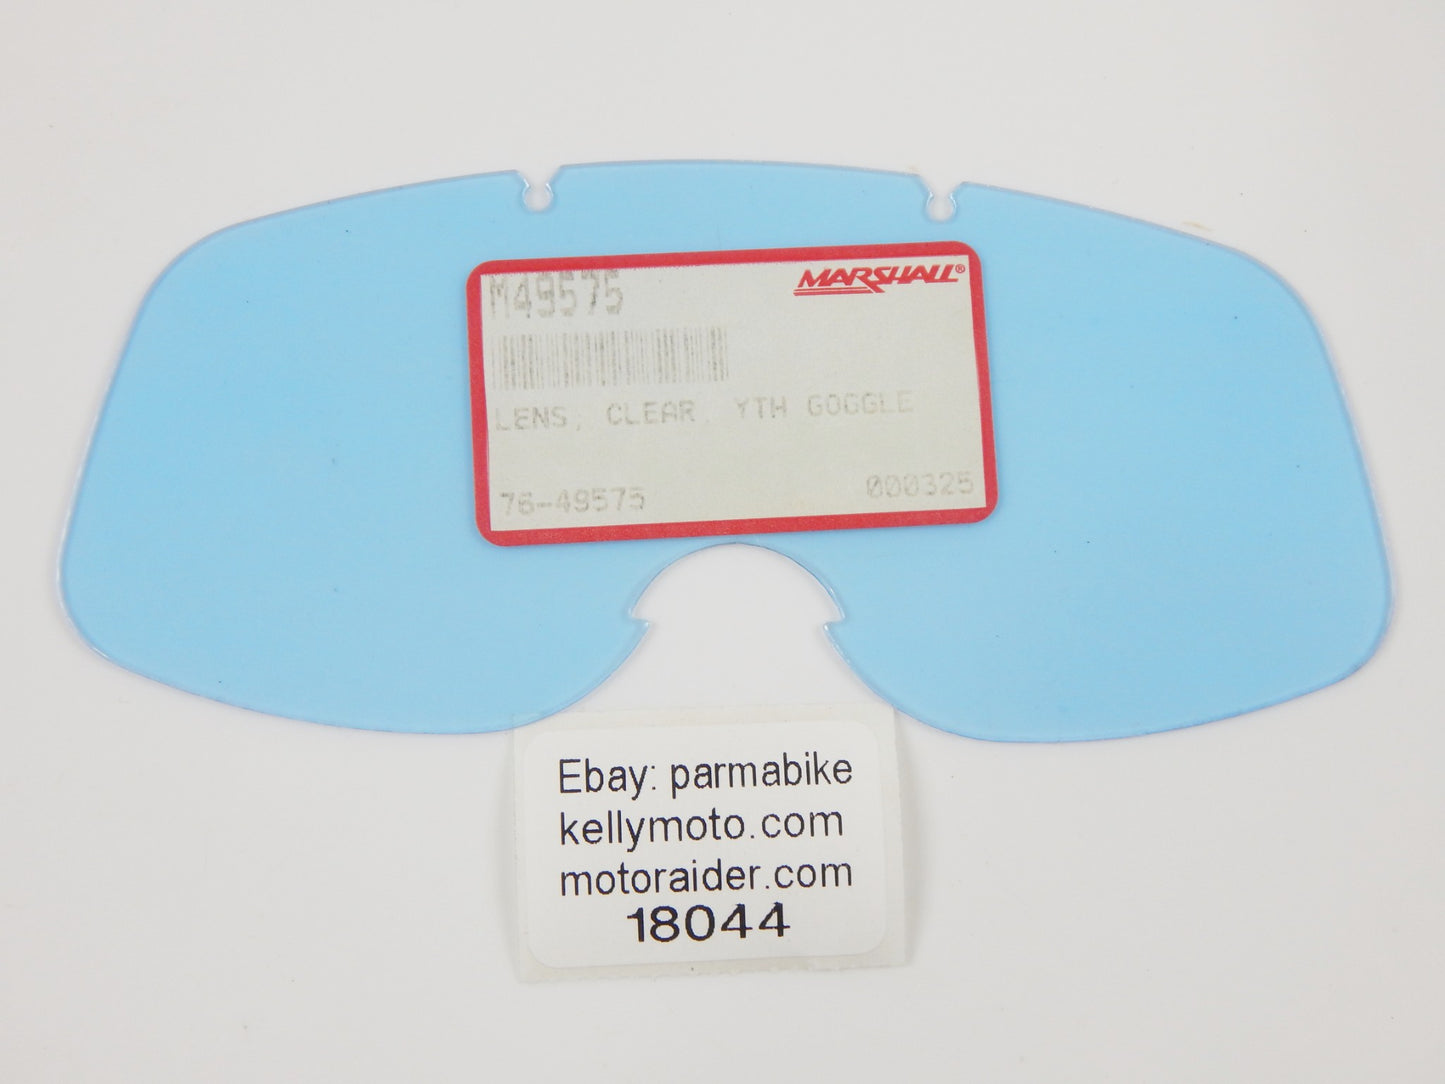 M49575
MARSHALL®
LENS, CLEAR, YTH GOGGLE
76-49575
000325
Ebay: parmabike
kellymoto.com
motoraider.com
18044